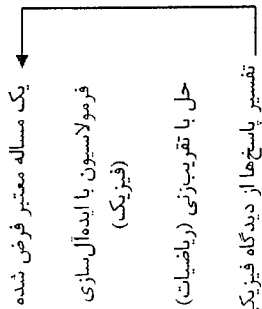 یک مساله معتبر فرض شده
فرمولاسیون با ایده‌آل‌سازی
(فیزیک)
حل با تقریب‌زنی (ریاضیات)
تفسیر پاسخ‌ها از دیدگاه فیزیک